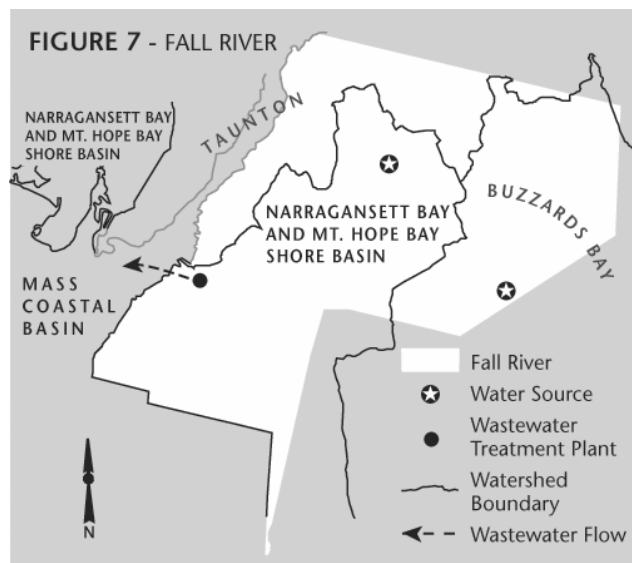 FIGURE 7 - FALL RIVER
NARRAGANSETT BAY
AND MT. HOPE BAY
SHORE BASIN
TAUNTON
NARRAGANSETT BAY
AND MT. HOPE BAY
SHORE BASIN
BUZZARDS BAY
MASS
COASTAL
BASIN
Fall River
Water Source
Wastewater
Treatment Plant
Watershed
Boundary
Wastewater Flow
N